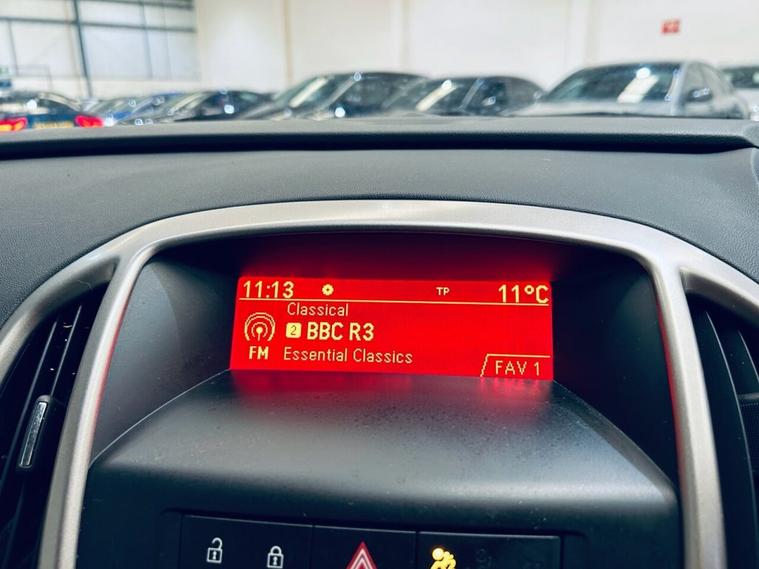 11:13 TP 11°C
Classical
2 BBC R3
FM Essential Classics
FAV 1